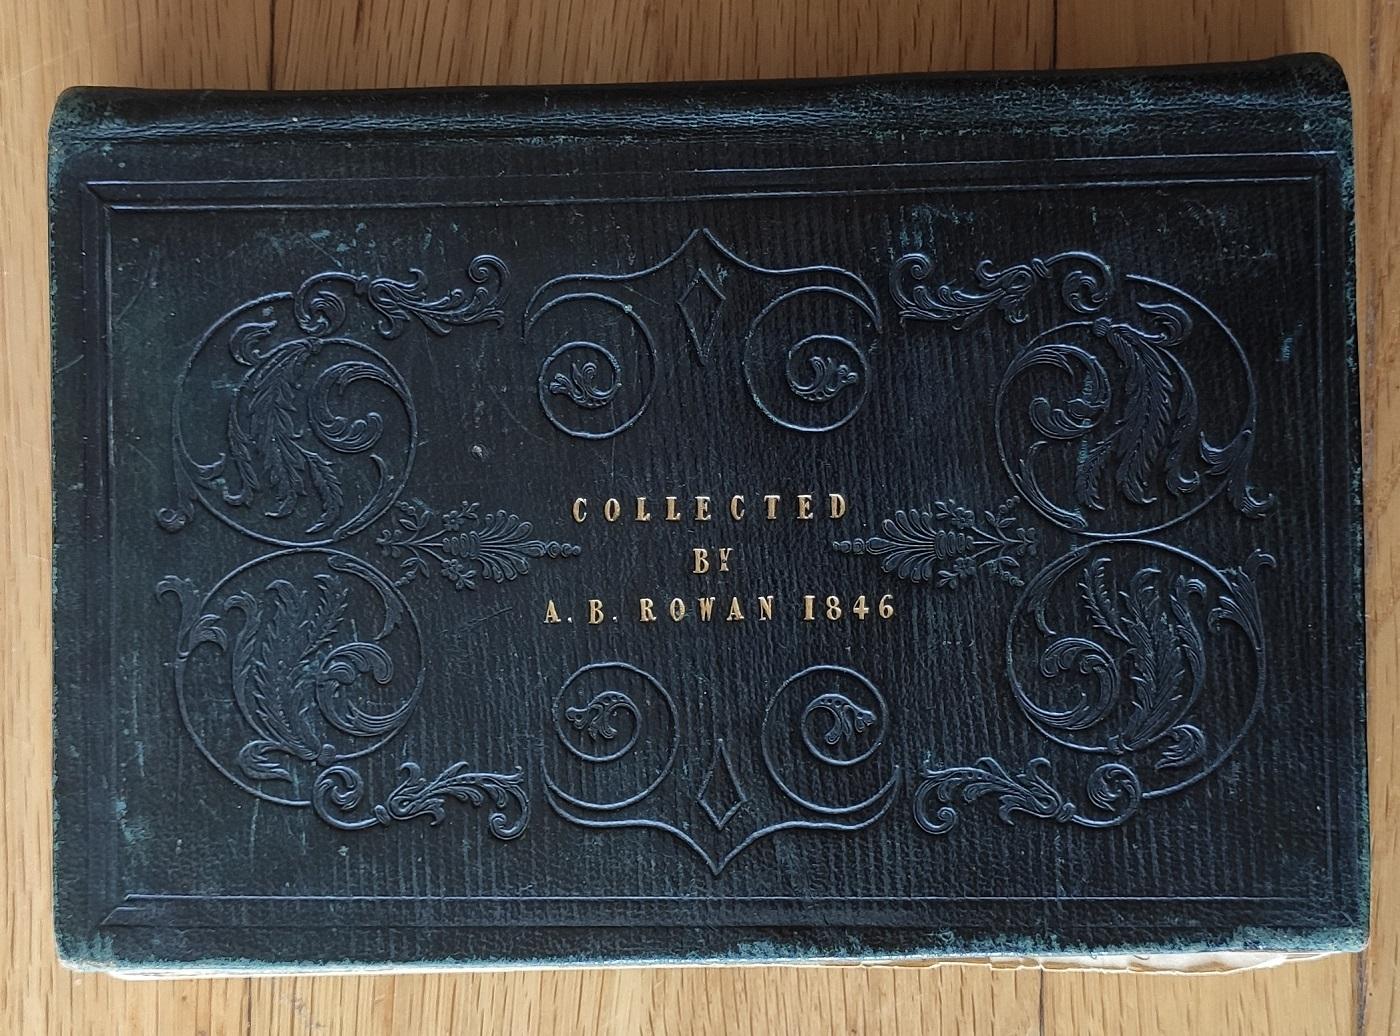 COLLECTED
BY
A. B. ROWAN 1846